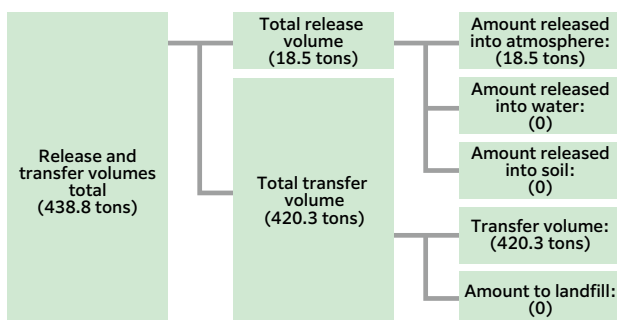 Release and
transfer volumes
total
(438.8 tons)
Total release
volume
(18.5 tons)
Total transfer
volume
(420.3 tons)
Amount released
into atmosphere:
(18.5 tons)
Amount released
into water:
(0)
Amount released
into soil:
(0)
Transfer volume:
(420.3 tons)
Amount to landfill:
(0)